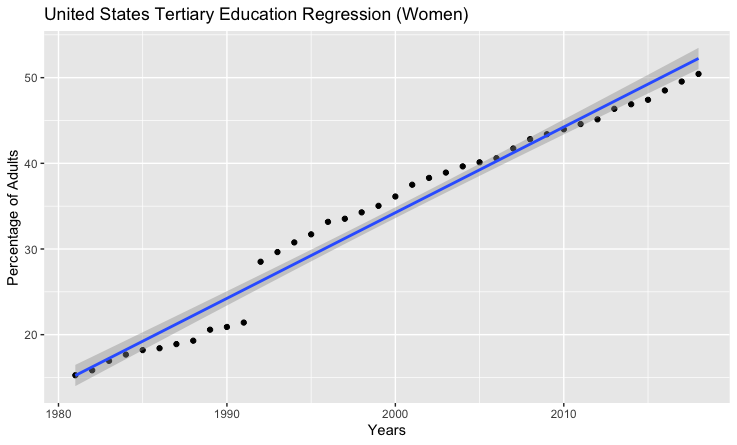 United States Tertiary Education Regression (Women)
50
40
30
20
Percentage of Adults
1980 1990 2000 2010
Years